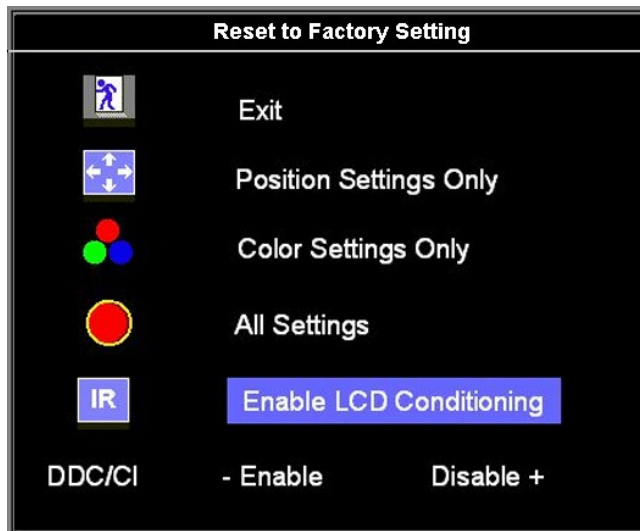 Reset to Factory Setting
Exit
Position Settings Only
Color Settings Only
All Settings
IR Enable LCD Conditioning
DDC/CI - Enable Disable +